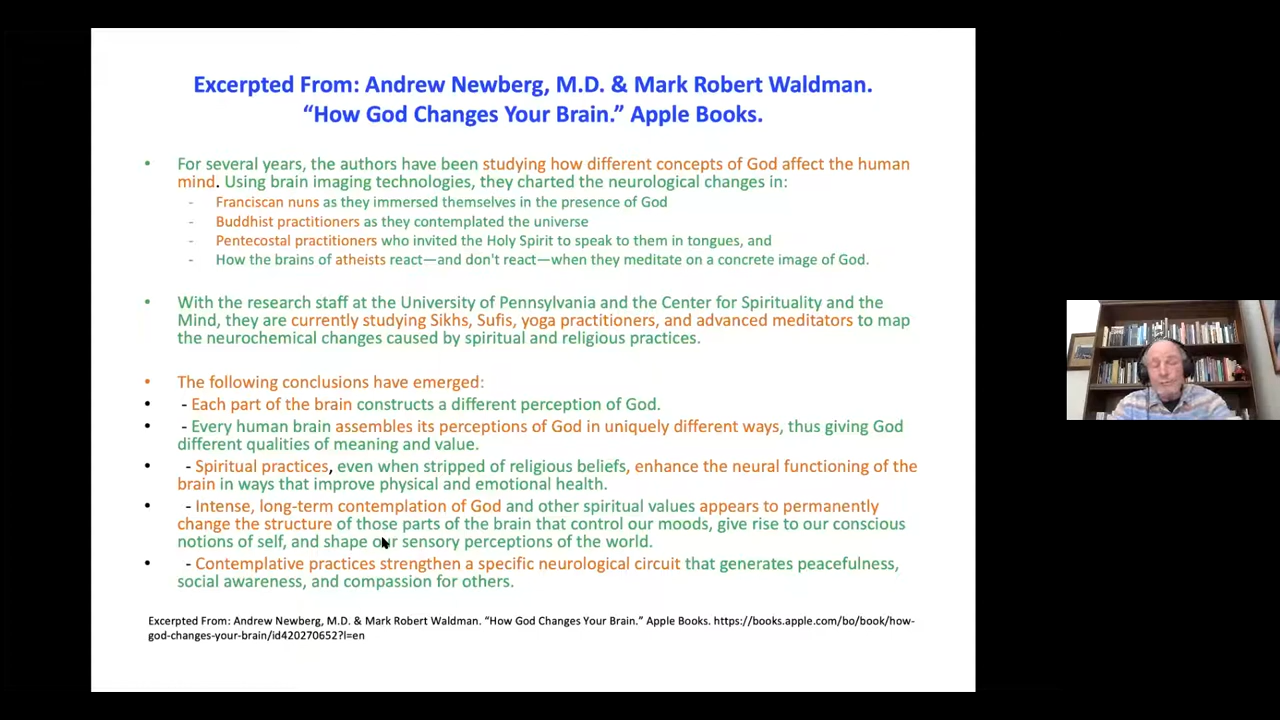 Excerpted From: Andrew Newberg, M.D. & Mark Robert Waldman.
“How God Changes Your Brain.” Apple Books.
• For several years, the authors have been studying how different concepts of God affect the human
mind. Using brain imaging technologies, they charted the neurological changes in:
- Franciscan nuns as they immersed themselves in the presence of God
- Buddhist practitioners as they contemplated the universe
- Pentecostal practitioners who invited the Holy Spirit to speak to them in tongues, and
- How the brains of atheists react—and don't react—when they meditate on a concrete image of God.
• With the research staff at the University of Pennsylvania and the Center for Spirituality and the
Mind, they are currently studying Sikhs, Sufis, yoga practitioners, and advanced meditators to map
the neurochemical changes caused by spiritual and religious practices.
• The following conclusions have emerged:
• - Each part of the brain constructs a different perception of God.
• - Every human brain assembles its perceptions of God in uniquely different ways, thus giving God
different qualities of meaning and value.
• - Spiritual practices, even when stripped of religious beliefs, enhance the neural functioning of the
brain in ways that improve physical and emotional health.
• - Intense, long-term contemplation of God and other spiritual values appears to permanently
change the structure of those parts of the brain that control our moods, give rise to our conscious
notions of self, and shape our sensory perceptions of the world.
• - Contemplative practices strengthen a specific neurological circuit that generates peacefulness,
social awareness, and compassion for others.
Excerpted From: Andrew Newberg, M.D. & Mark Robert Waldman. “How God Changes Your Brain.” Apple Books. https://books.apple.com/bo/book/how-
god-changes-your-brain/id420270652?l=en